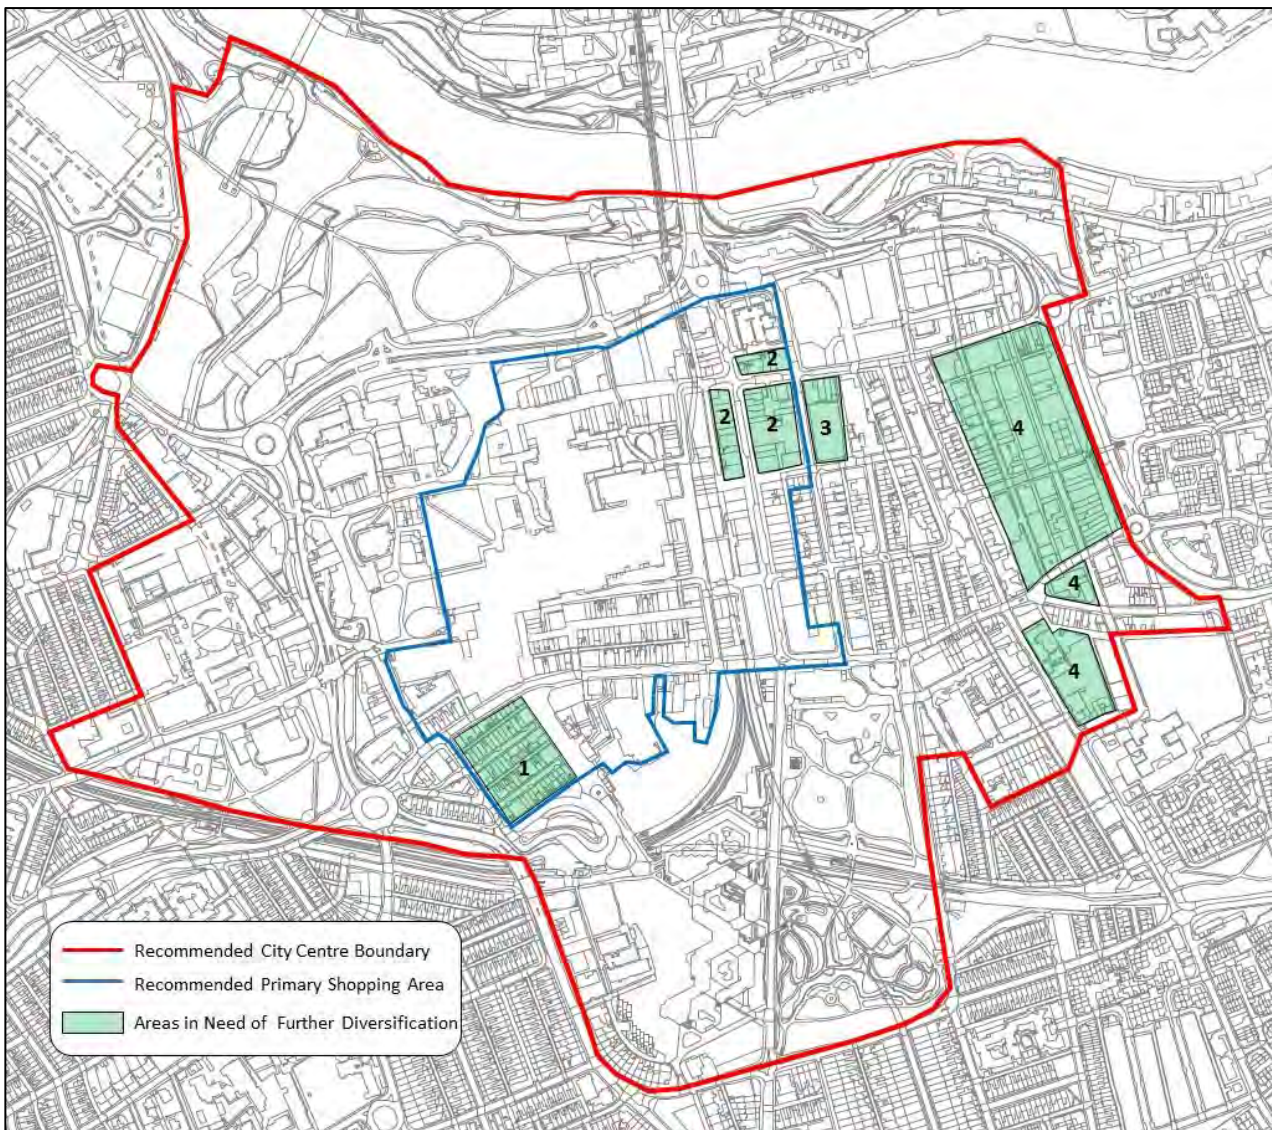 2
2
2
3
4
4
4
1
Recommended City Centre Boundary
Recommended Primary Shopping Area
Areas in Need of Further Diversification